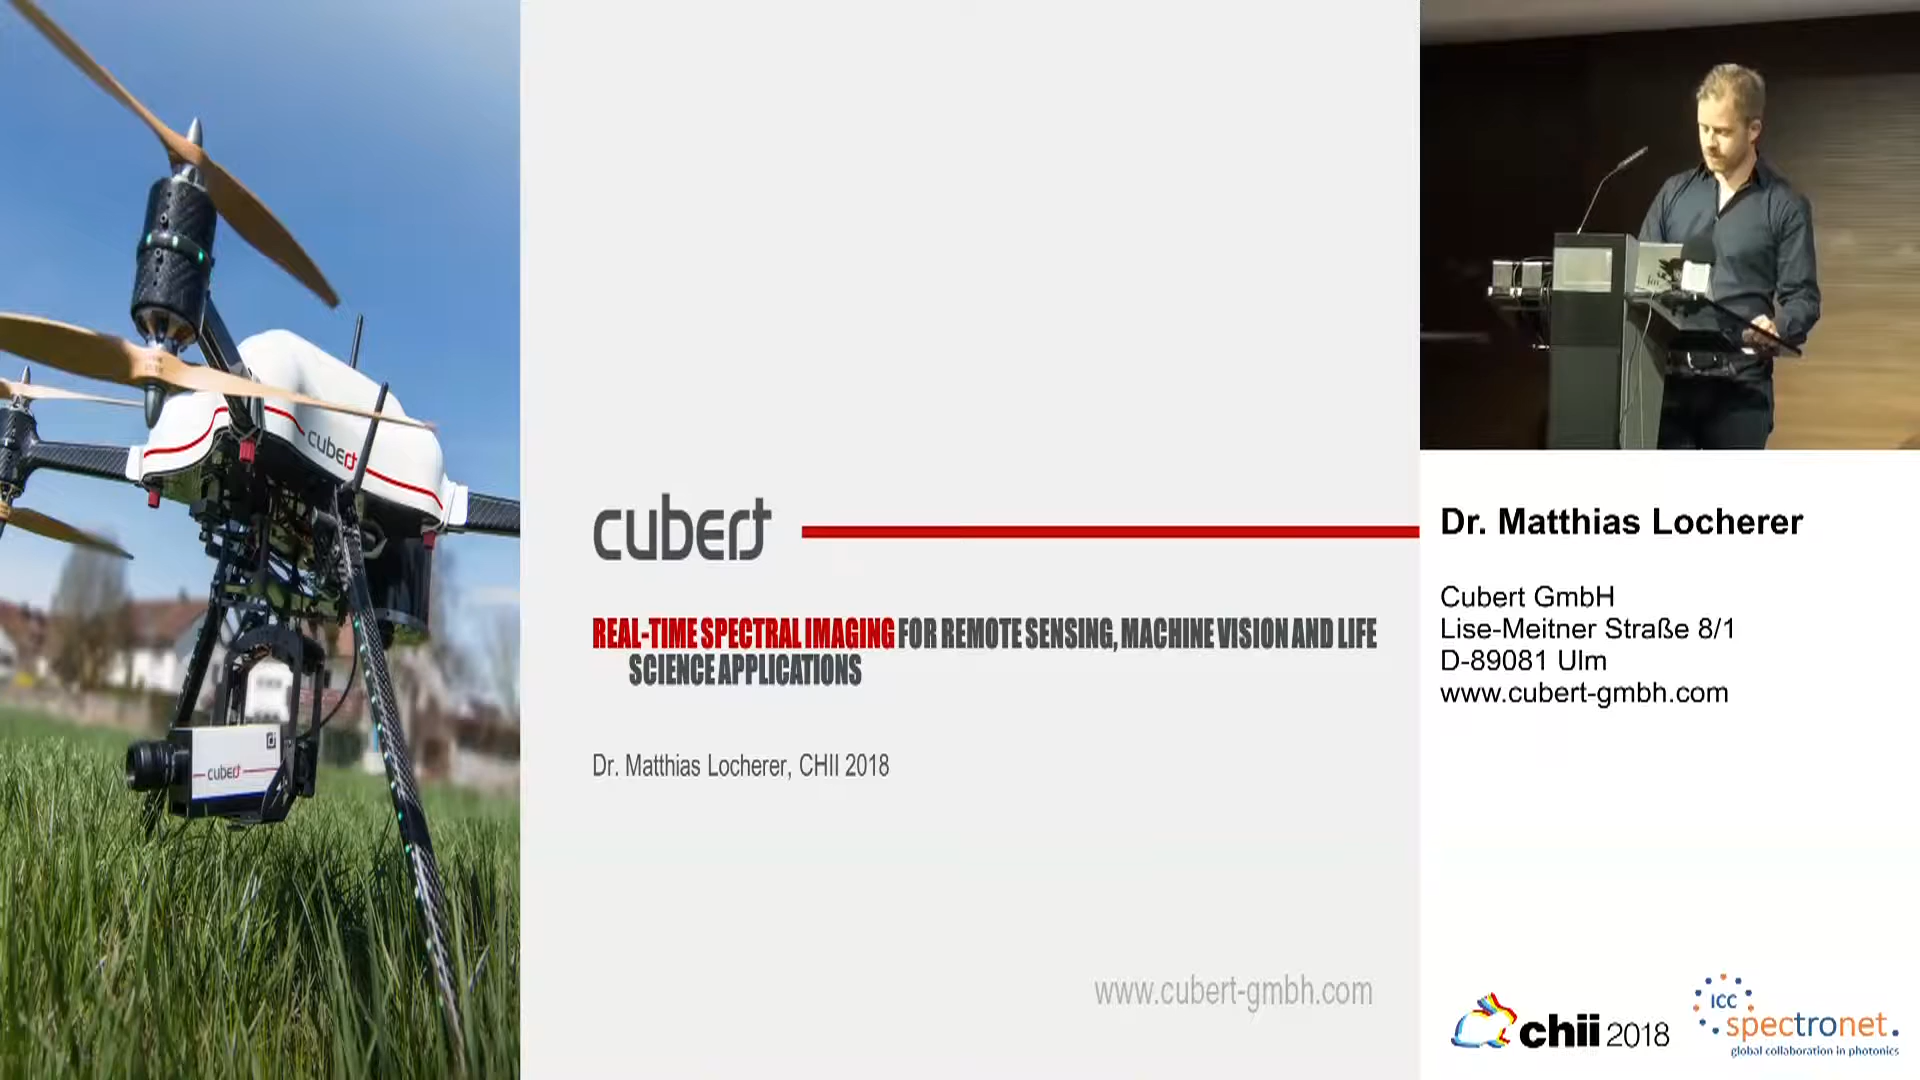 cubert
cubert
cubert
REAL-TIME SPECTRAL IMAGING FOR REMOTE SENSING, MACHINE VISION AND LIFE
SCIENCE APPLICATIONS
Dr. Matthias Locherer, CHII 2018
www.cubert-gmbh.com
Dr. Matthias Locherer
Cubert GmbH
Lise-Meitner Straße 8/1
D-89081 Ulm
www.cubert-gmbh.com
chii 2018
ICC
spectronet.
global collaboration in photonics